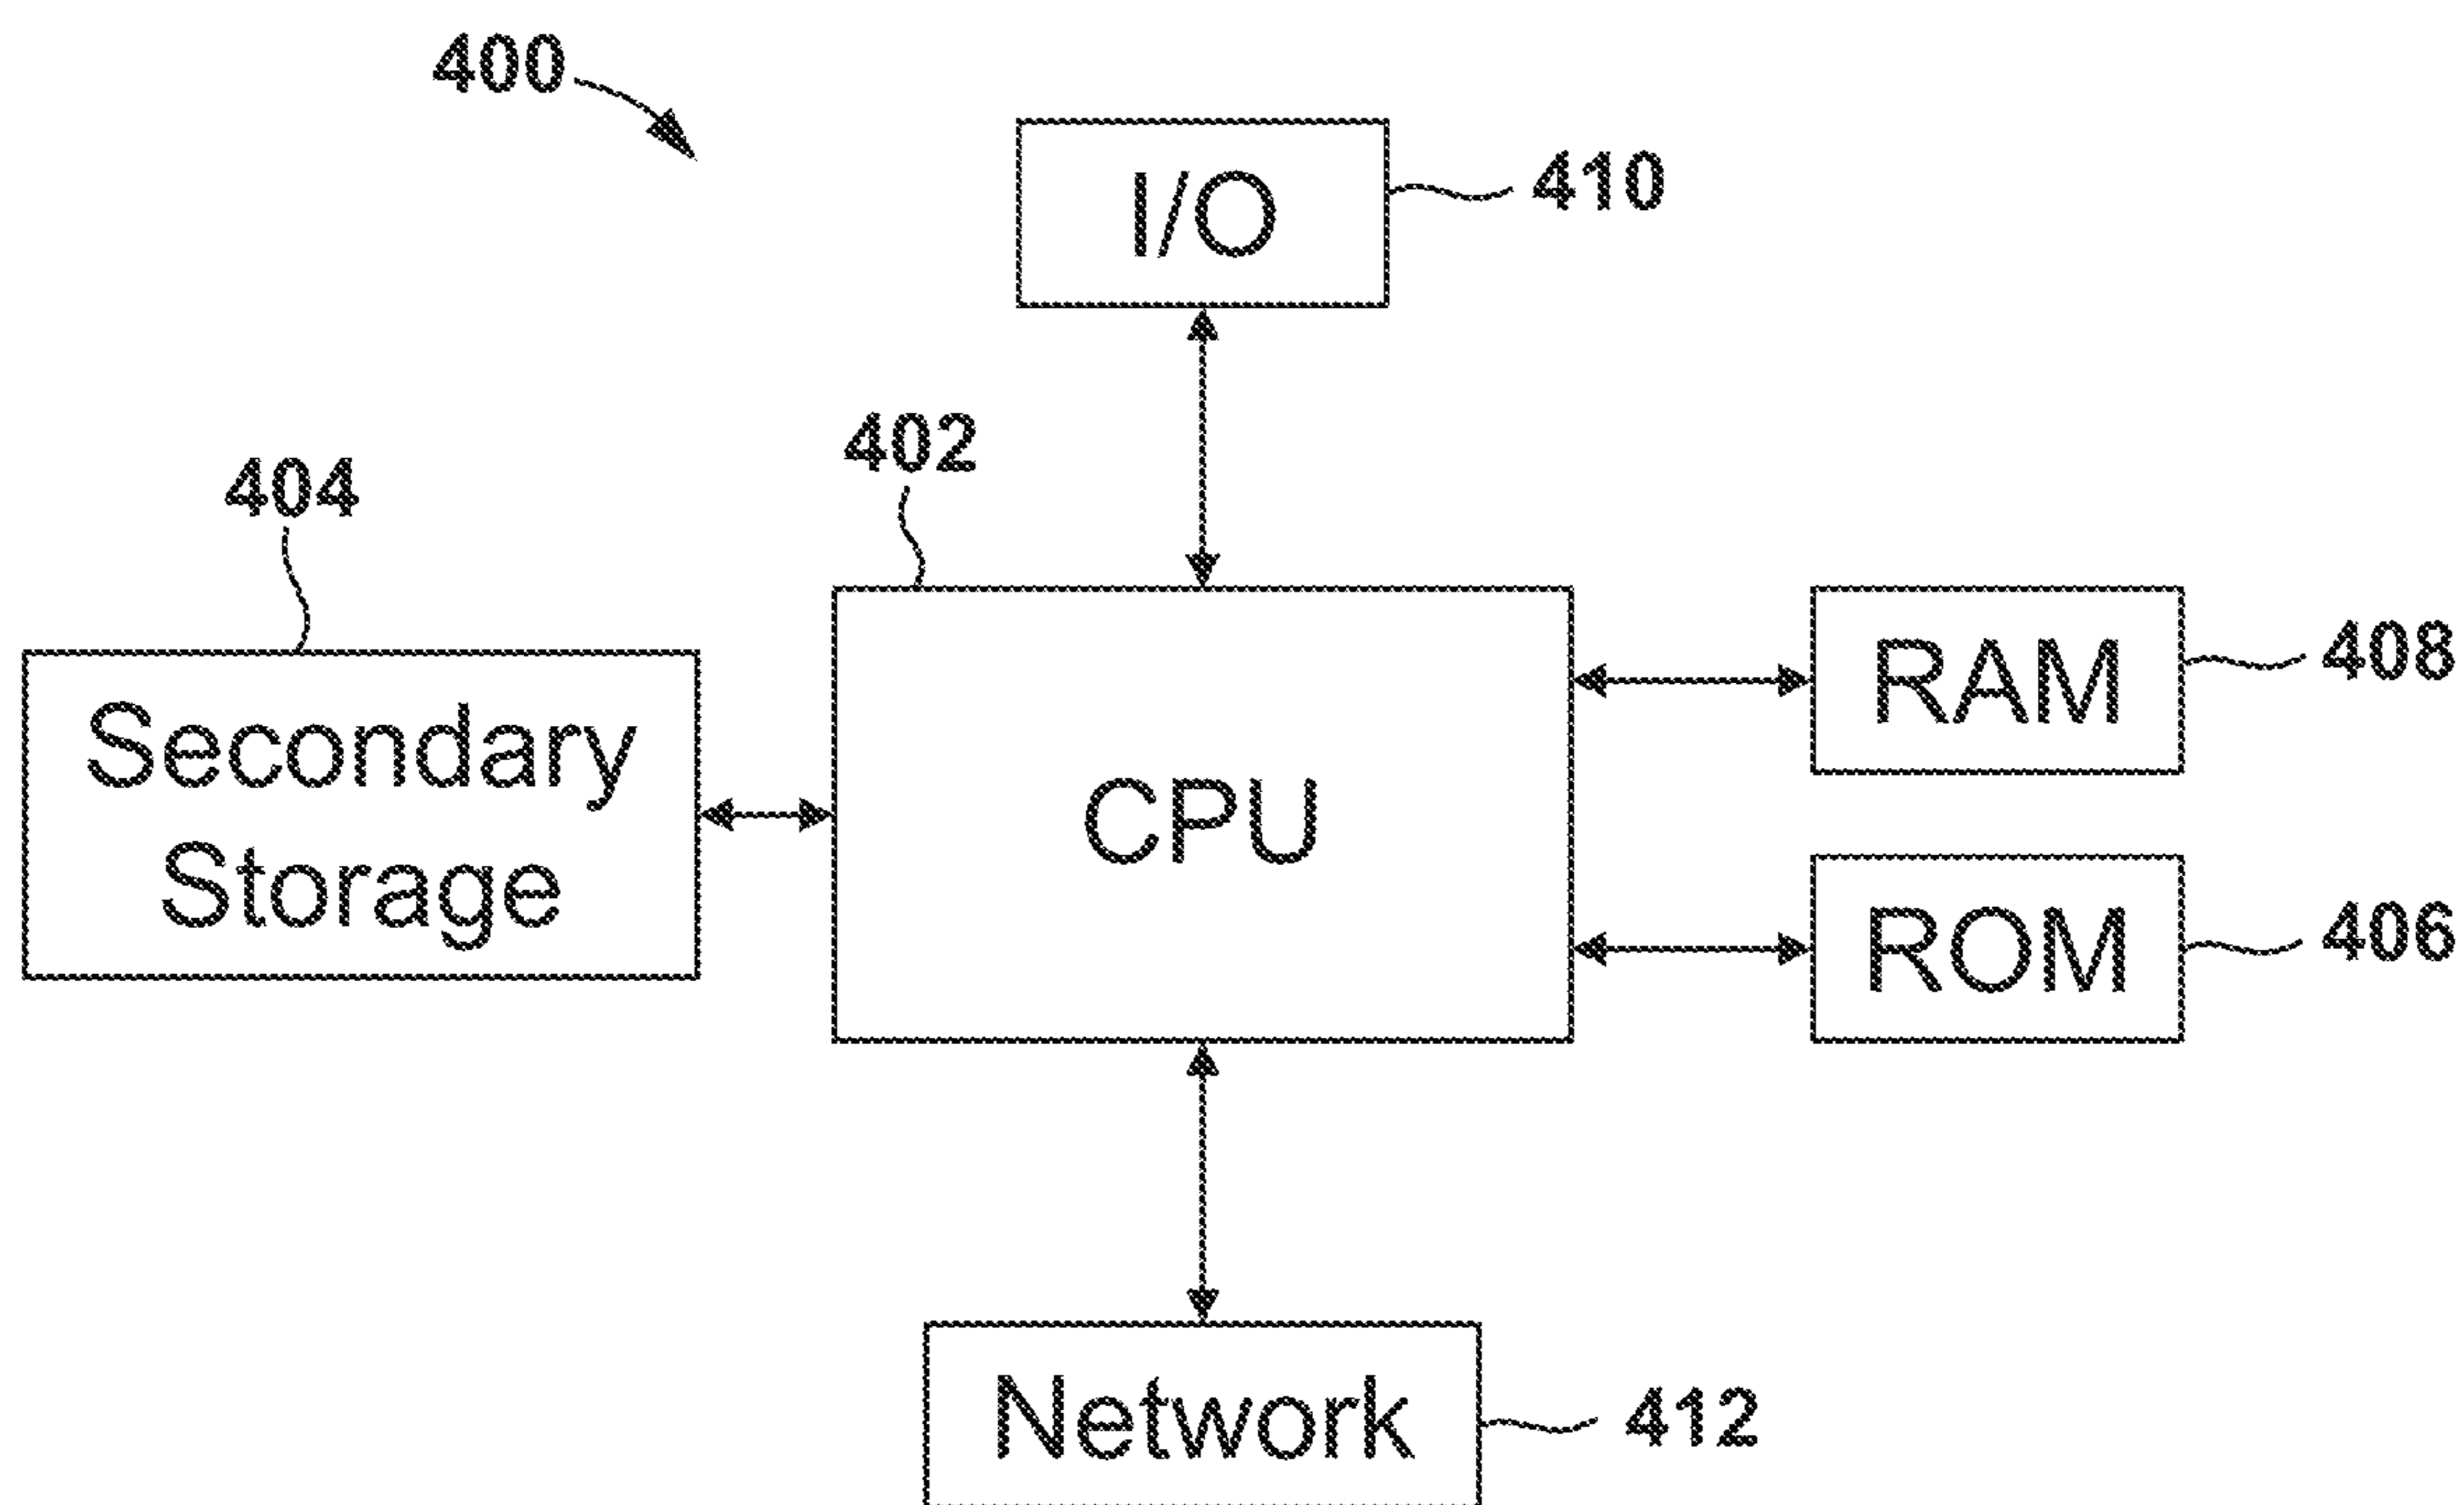 400
I/O
410
402
404
Secondary
Storage
CPU
RAM
408
ROM
406
Network
412